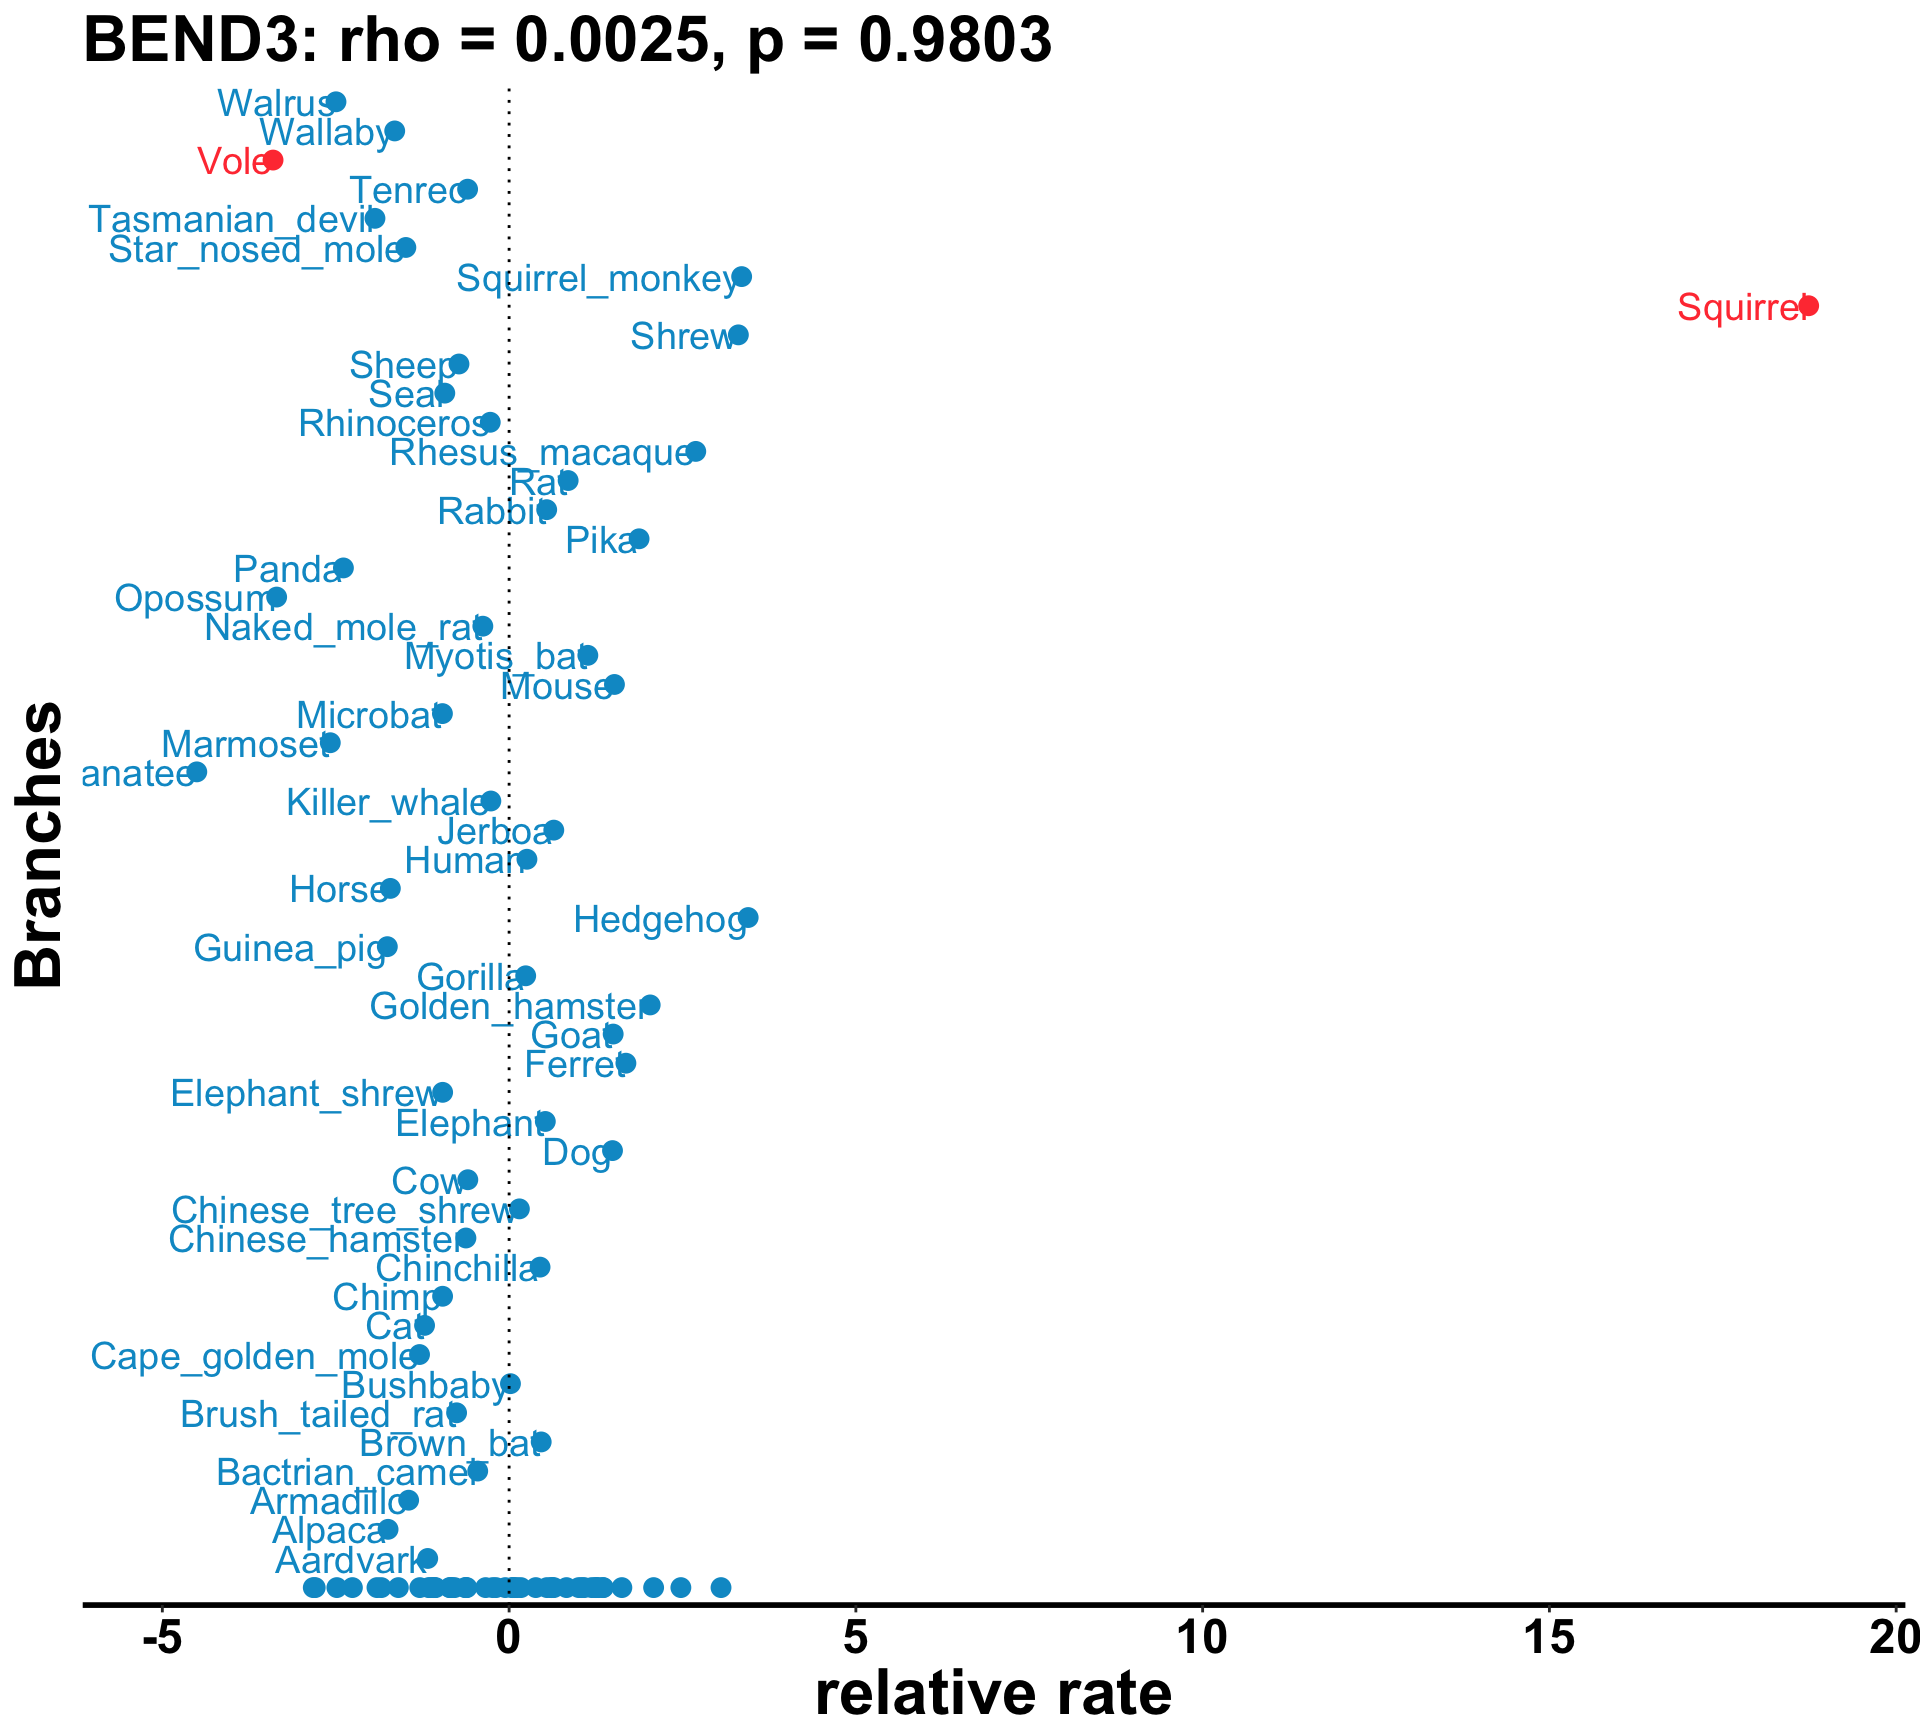 BEND3: rho = 0.0025, p = 0.9803
Walrus
Wallaby
Vole
Tenrec
Tasmanian_devil
Star_nosed_mole
Squirrel_monkey
Squirrel
Shrew
Sheep
Seal
Rhinoceros
Rhesus_macaque
Rat
Rabbit
Pika
Panda
Opossum
Naked_mole_rat
Myotis_bat
Mouse
Microbat
Marmoset
anatee
Killer_whale
Jerboa
Human
Horse
Hedgehog
Guinea_pig
Gorilla
Golden_hamster
Goat
Ferret
Elephant_shrew
Elephant
Dog
Cow
Chinese_tree_shrew
Chinese_hamster
Chinchilla
Chimp
Cat
Cape_golden_mole
Bushbaby
Brush_tailed_rat
Brown_bat
Bactrian_camel
Armadillo
Alpaca
Aardvark
Branches
-5 0 5 10 15 20
relative rate